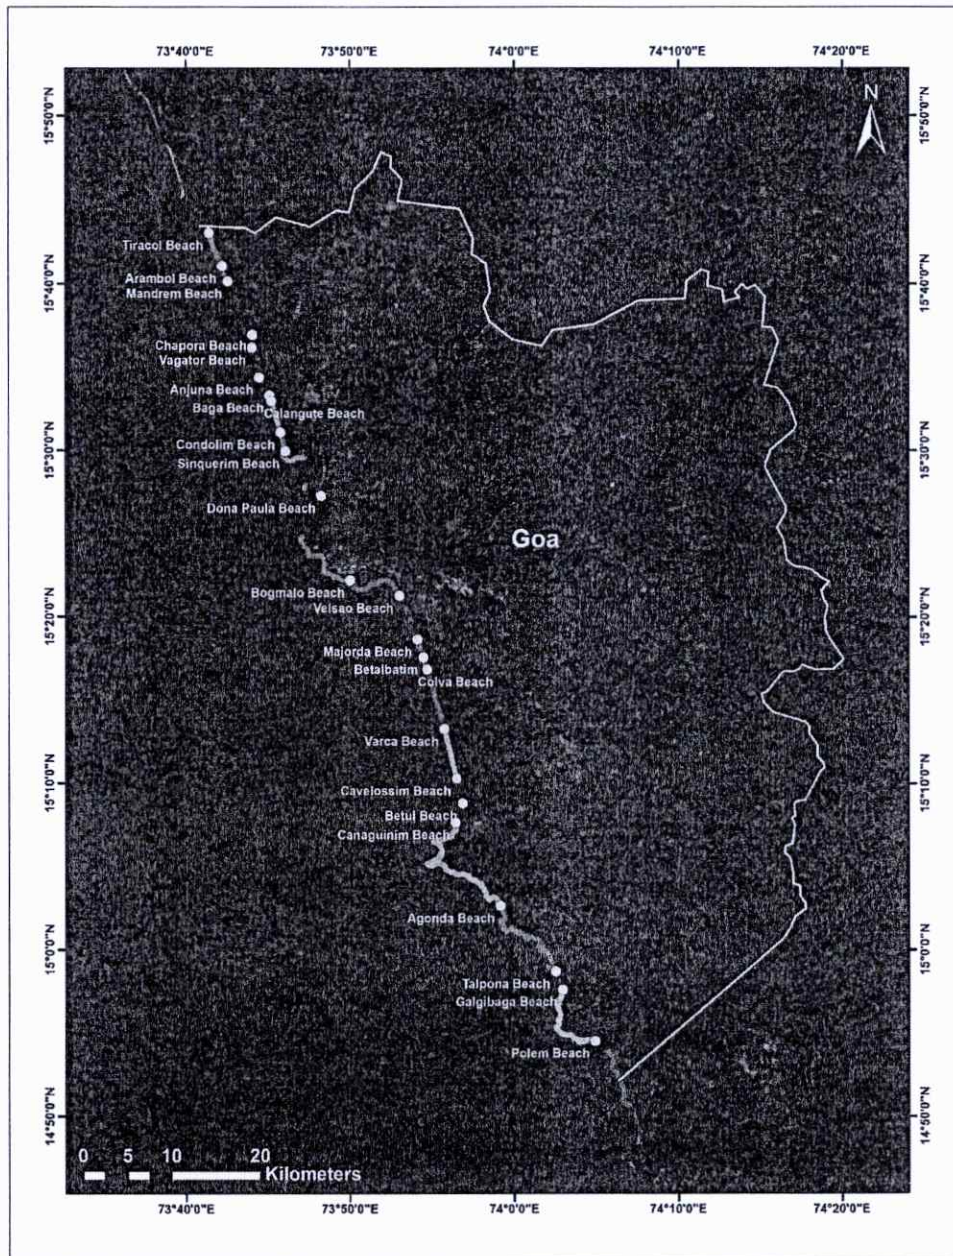 73°40'0"E 73°50'0"E 74°0'0"E 74°10'0"E 74°20'0"E
N
15°50'0"N 15°50'0"N
Tiracol Beach
Arambol Beach
Mandrem Beach
15°40'0"N 15°40'0"N
Chapora Beach
Vagator Beach
Anjuna Beach
Baga Beach
Calangute Beach
Condolim Beach
15°30'0"N 15°30'0"N
Sinquerim Beach
Dona Paula Beach
Goa
Bogmalo Beach
Velsao Beach
15°20'0"N 15°20'0"N
Majorda Beach
Betalbatim
Colva Beach
Varca Beach
15°10'0"N 15°10'0"N
Cavelossim Beach
Betul Beach
Canaguinim Beach
Agonda Beach
15°0'0"N 15°0'0"N
Talpona Beach
Galgibaga Beach
Polem Beach
14°50'0"N 14°50'0"N
0 5 10 20
Kilometers
73°40'0"E 73°50'0"E 74°0'0"E 74°10'0"E 74°20'0"E